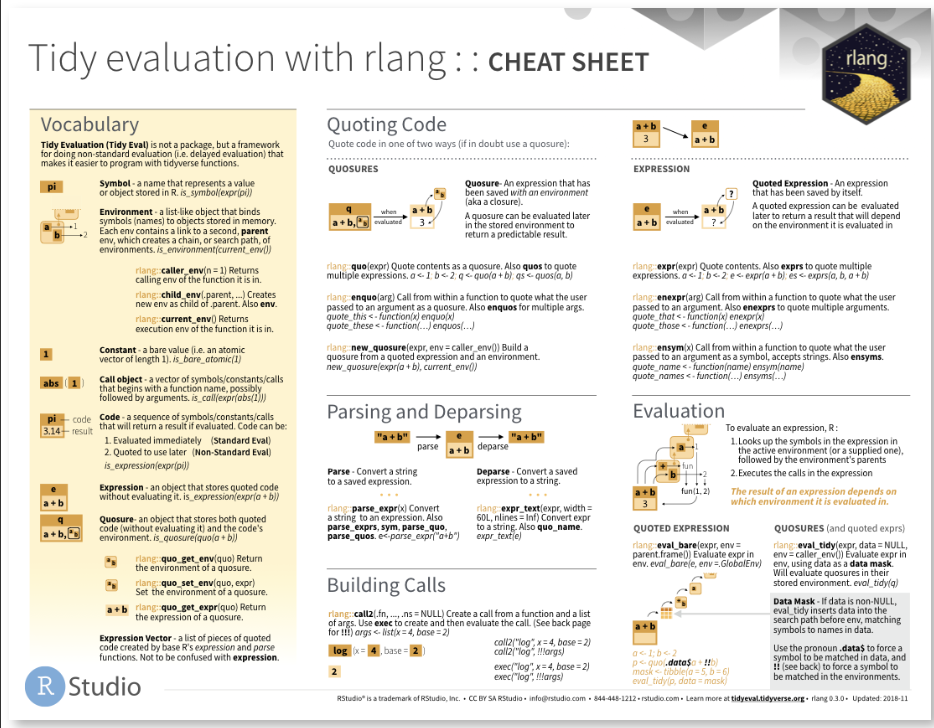 Tidy evaluation with rlang : : CHEAT SHEET
rlang
Vocabulary
Tidy Evaluation (Tidy Eval) is not a package, but a framework
for doing non-standard evaluation (i.e. delayed evaluation) that
makes it easier to program with tidyverse functions.
pi
Symbol - a name that represents a value
or object stored in R. is_symbol(expr(pi))
a
1
b
2
Environment - a list-like object that binds
symbols (names) to objects stored in memory.
Each env contains a link to a second, parent
env, which creates a chain, or search path, of
environments. is_environment(current_env())
rlang::caller_env(n = 1) Returns
calling env of the function it is in.
rlang::child_env(.parent, ...) Creates
new env as child of .parent. Also env.
rlang::current_env() Returns
execution env of the function it is in.
1
Constant - a bare value (i.e. an atomic
vector of length 1). is_bare_atomic(1)
abs ( 1 )
Call object - a vector of symbols/constants/calls
that begins with a function name, possibly
followed by arguments. is_call(expr(abs(1)))
pi
code
3.14
result
Code - a sequence of symbols/constants/calls
that will return a result if evaluated. Code can be:
1. Evaluated immediately (Standard Eval)
2. Quoted to use later (Non-Standard Eval)
is_expression(expr(pi))
e
a + b
Expression - an object that stores quoted code
without evaluating it. is_expression(expr(a + b))
q
a + b,
Quosure- an object that stores both quoted
code (without evaluating it) and the code's
environment. is_quosure(quo(a + b))
rlang::quo_get_env(quo) Return
the environment of a quosure.
rlang::quo_set_env(quo, expr)
Set the environment of a quosure.
a + b
rlang::quo_get_expr(quo) Return
the expression of a quosure.
Expression Vector - a list of pieces of quoted
code created by base R's expression and parse
functions. Not to be confused with expression.
Quoting Code
Quote code in one of two ways (if in doubt use a quosure):
QUOSURES
q
a + b,
when
evaluated
a + b
3
Quosure- An expression that has
been saved with an environment
(aka a closure).
A quosure can be evaluated later
in the stored environment to
return a predictable result.
rlang::quo(expr) Quote contents as a quosure. Also quos to quote
multiple expressions. a <- 1; b <- 2; q <- quo(a + b); qs <- quos(a, b)
rlang::enquo(arg) Call from within a function to quote what the user
passed to an argument as a quosure. Also enquos for multiple args.
quote_this < - function(x) enquo(x)
quote_these < - function(…) enquos(…)
rlang::new_quosure(expr, env = caller_env()) Build a
quosure from a quoted expression and an environment.
new_quosure(expr(a + b), current_env())
a + b
3
e
a + b
EXPRESSION
e
a + b
when
evaluated
a + b
?
?
Quoted Expression - An expression
that has been saved by itself.
A quoted expression can be evaluated
later to return a result that will depend
on the environment it is evaluated in
rlang::expr(expr) Quote contents. Also exprs to quote multiple
expressions. a <- 1; b <- 2; e <- expr(a + b); es <- exprs(a, b, a + b)
rlang::enexpr(arg) Call from within a function to quote what the user
passed to an argument. Also enexprs to quote multiple arguments.
quote_that < - function(x) enexpr(x)
quote_those < - function(…) enexprs(…)
rlang::ensym(x) Call from within a function to quote what the user
passed to an argument as a symbol, accepts strings. Also ensyms.
quote_name < - function(name) ensym(name)
quote_names < - function(…) ensyms(…)
Parsing and Deparsing
"a + b"
parse
e
a + b
deparse
"a + b"
Parse - Convert a string
to a saved expression.
rlang::parse_expr(x) Convert
a string to an expression. Also
parse_exprs, sym, parse_quo,
parse_quos. e<-parse_expr("a+b")
Deparse - Convert a saved
expression to a string.
rlang::expr_text(expr, width =
60L, nlines = Inf) Convert expr
to a string. Also quo_name.
expr_text(e)
Building Calls
rlang::call2(.fn, ..., .ns = NULL) Create a call from a function and a list
of args. Use exec to create and then evaluate the call. (See back page
for !!!) args <- list(x = 4, base = 2)
log (x = 4 , base = 2 )
2
call2("log", x = 4, base = 2)
call2("log", !!!args)
exec("log", x = 4, base = 2)
exec("log", !!!args)
Evaluation
a
1
+
fun
b
2
a + b
3
fun(1, 2)
To evaluate an expression, R :
1. Looks up the symbols in the expression in
the active environment (or a supplied one),
followed by the environment's parents
2. Executes the calls in the expression
The result of an expression depends on
which environment it is evaluated in.
QUOTED EXPRESSION
rlang::eval_bare(expr, env =
parent.frame()) Evaluate expr in
env. eval_bare(e, env =.GlobalEnv)
a + b
a <- 1; b <- 2
p <- quo(.data$a + !!b)
mask <- tibble(a = 5, b = 6)
eval_tidy(p, data = mask)
QUOSURES (and quoted exprs)
rlang::eval_tidy(expr, data = NULL,
env = caller_env()) Evaluate expr in
env, using data as a data mask.
Will evaluate quosures in their
stored environment. eval_tidy(q)
Data Mask - If data is non-NULL,
eval_tidy inserts data into the
search path before env, matching
symbols to names in data.
Use the pronoun .data$ to force a
symbol to be matched in data, and
!! (see back) to force a symbol to
be matched in the environments.
R Studio
RStudio® is a trademark of RStudio, Inc. • CC BY SA RStudio • info@rstudio.com • 844-448-1212 • rstudio.com • Learn more at tidyeval.tidyverse.org • rlang 0.3.0 • Updated: 2018-11